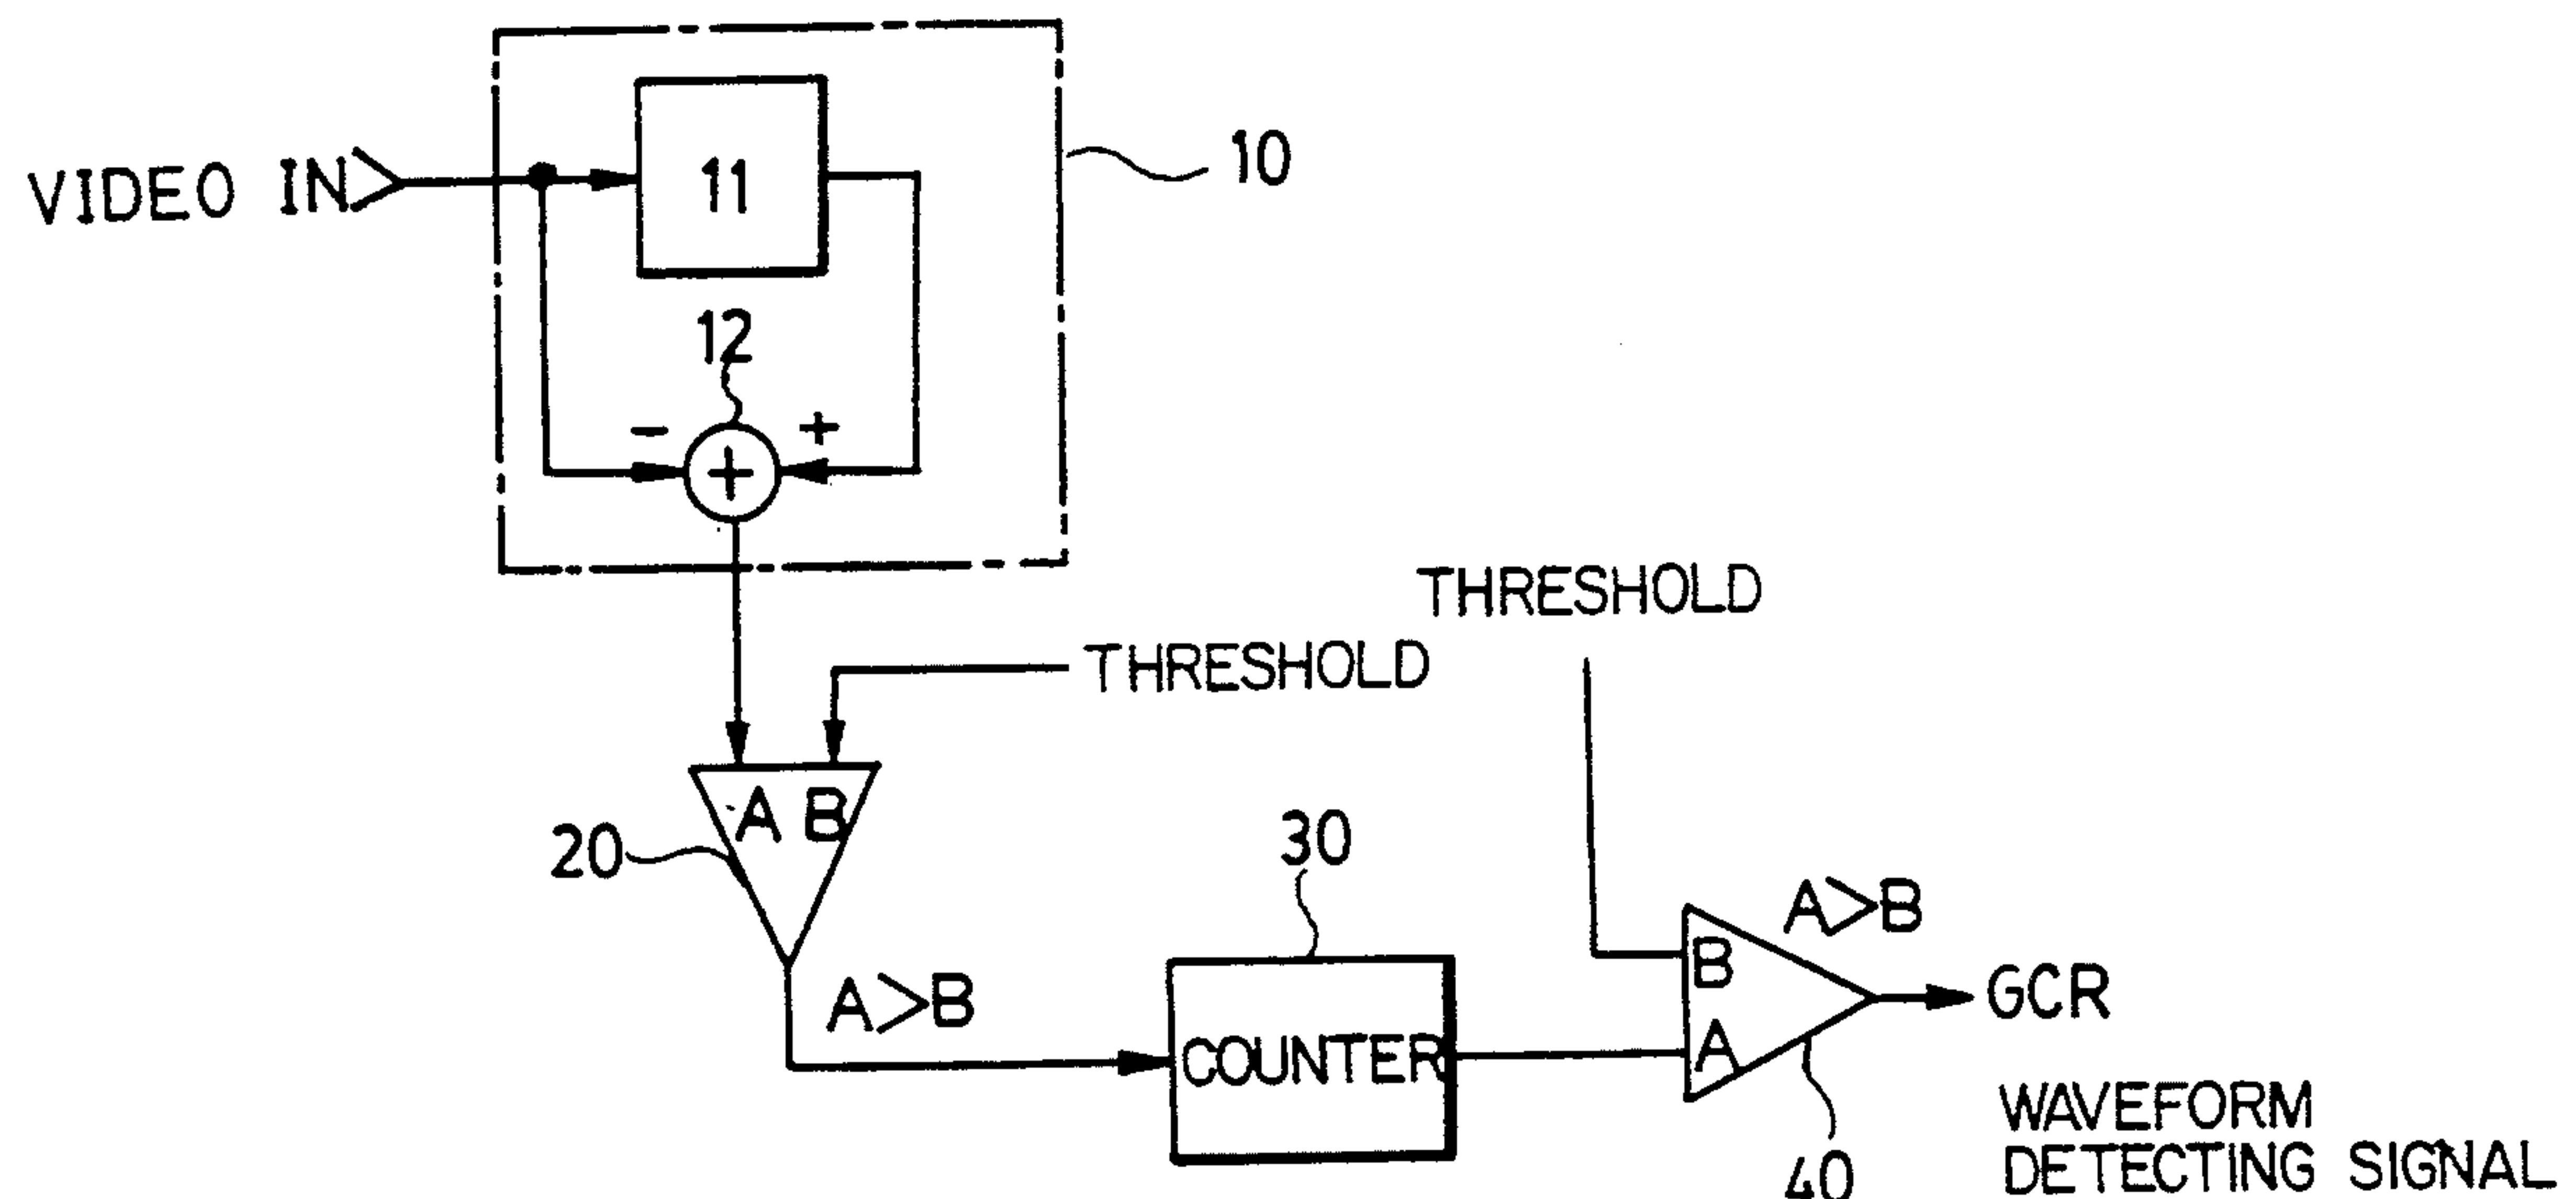 10
VIDEO IN
11
12
-
+
+
THRESHOLD
THRESHOLD
A B
20
30
A>B
A>B
B
GCR
COUNTER
A
WAVEFORM
DETECTING SIGNAL
40